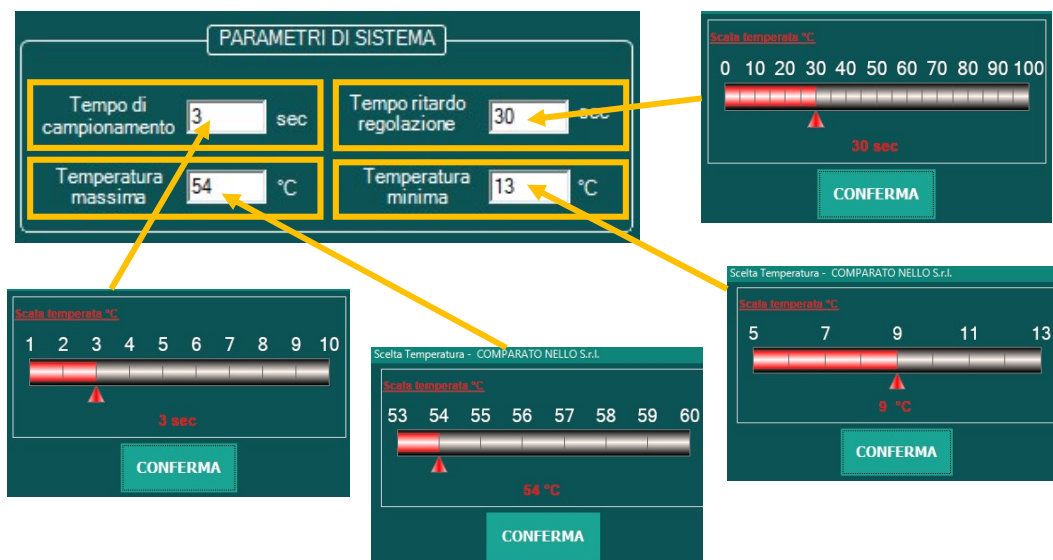 PARAMETRI DI SISTEMA
Tempo di
campionamento
3
sec
Tempo ritardo
regolazione
30
sec
Temperatura
massima
54
°C
Temperatura
minima
13
°C
Scala temperata °C
0 10 20 30 40 50 60 70 80 90 100
30 sec
CONFERMA
Scala temperata °C
1 2 3 4 5 6 7 8 9 10
3 sec
CONFERMA
Scelta Temperatura - COMPARATO NELLO S.r.l.
Scala temperata °C
53 54 55 56 57 58 59 60
54 °C
CONFERMA
Scelta Temperatura - COMPARATO NELLO S.r.l.
Scala temperata °C
5 7 9 11 13
9 °C
CONFERMA